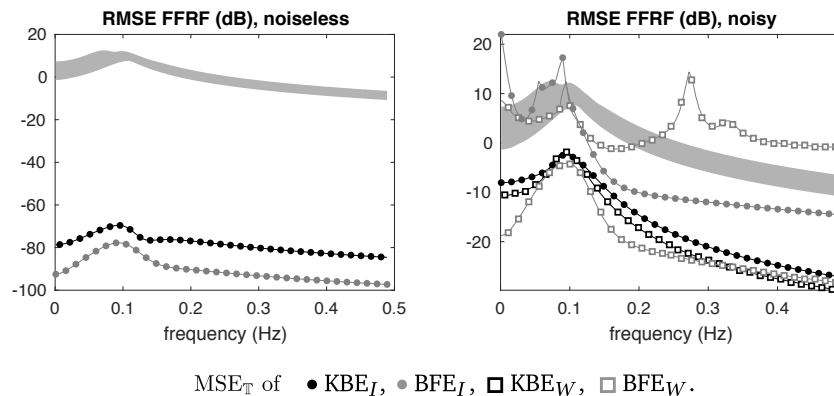 RMSE FFRF (dB), noiseless
20
0
-20
-40
-60
-80
-100
0 0.1 0.2 0.3 0.4 0.5
frequency (Hz)
RMSE FFRF (dB), noisy
20
10
0
-10
-20
0 0.1 0.2 0.3 0.4
frequency (Hz)
MSE𝕋 of ● KBE_I, ● BFE_I, □ KBE_W, □ BFE_W.